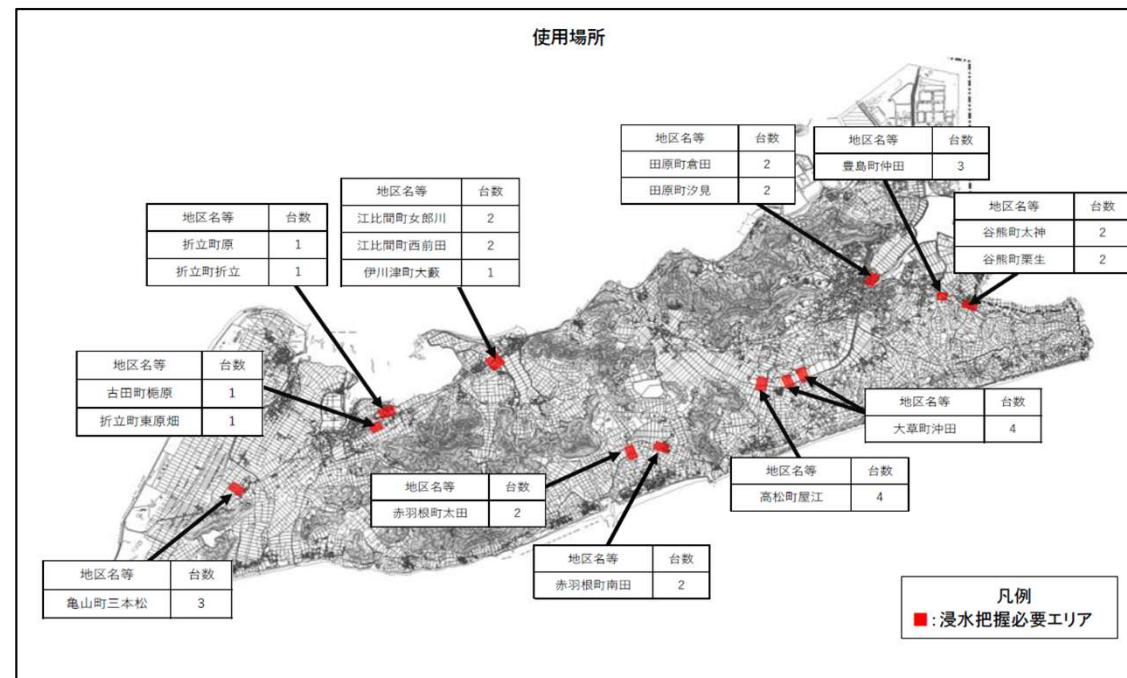 使用場所
地区名等 台数
田原町倉田 2
田原町汐見 2
地区名等 台数
豊島町仲田 3
地区名等 台数
谷熊町太神 2
谷熊町栗生 2
地区名等 台数
江比間町女郎川 2
江比間町西前田 2
伊川津町大藪 1
地区名等 台数
折立町原 1
折立町折立 1
地区名等 台数
古田町栀原 1
折立町東原畑 1
地区名等 台数
大草町沖田 4
地区名等 台数
高松町屋江 4
地区名等 台数
赤羽根町太田 2
地区名等 台数
赤羽根町南田 2
地区名等 台数
亀山町三本松 3
凡例
■:浸水把握必要エリア